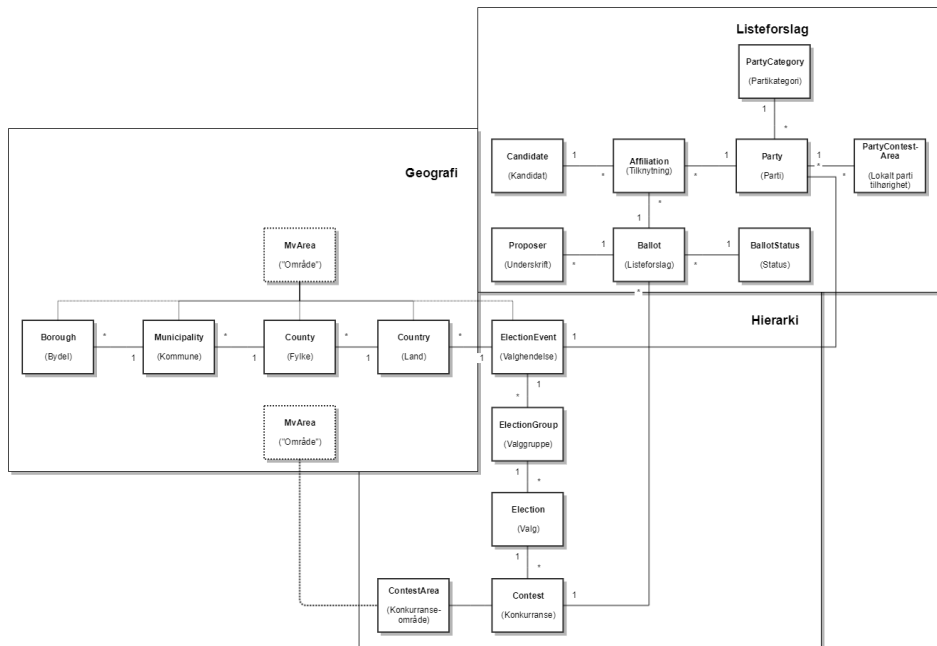 Listeforslag
PartyCategory
(Partikategori)
1
*
Candidate
(Kandidat)
1
*
Affiliation
(Tilknytning)
1
*
Party
(Parti)
1
*
*
PartyContest-
Area
(Lokalt parti
tilhørighet)
*
1
Proposer
(Underskrift)
1
*
Ballot
(Listeforslag)
1
*
BallotStatus
(Status)
*
Geografi
MvArea
("Område")
Borough
(Bydel)
*
1
Municipality
(Kommune)
*
1
County
(Fylke)
*
1
Country
(Land)
*
1
Hierarki
ElectionEvent
(Valghendelse)
1
1
*
MvArea
("Område")
ElectionGroup
(Valggruppe)
1
*
Election
(Valg)
1
*
ContestArea
(Konkurranse-
område)
Contest
(Konkurranse)
1